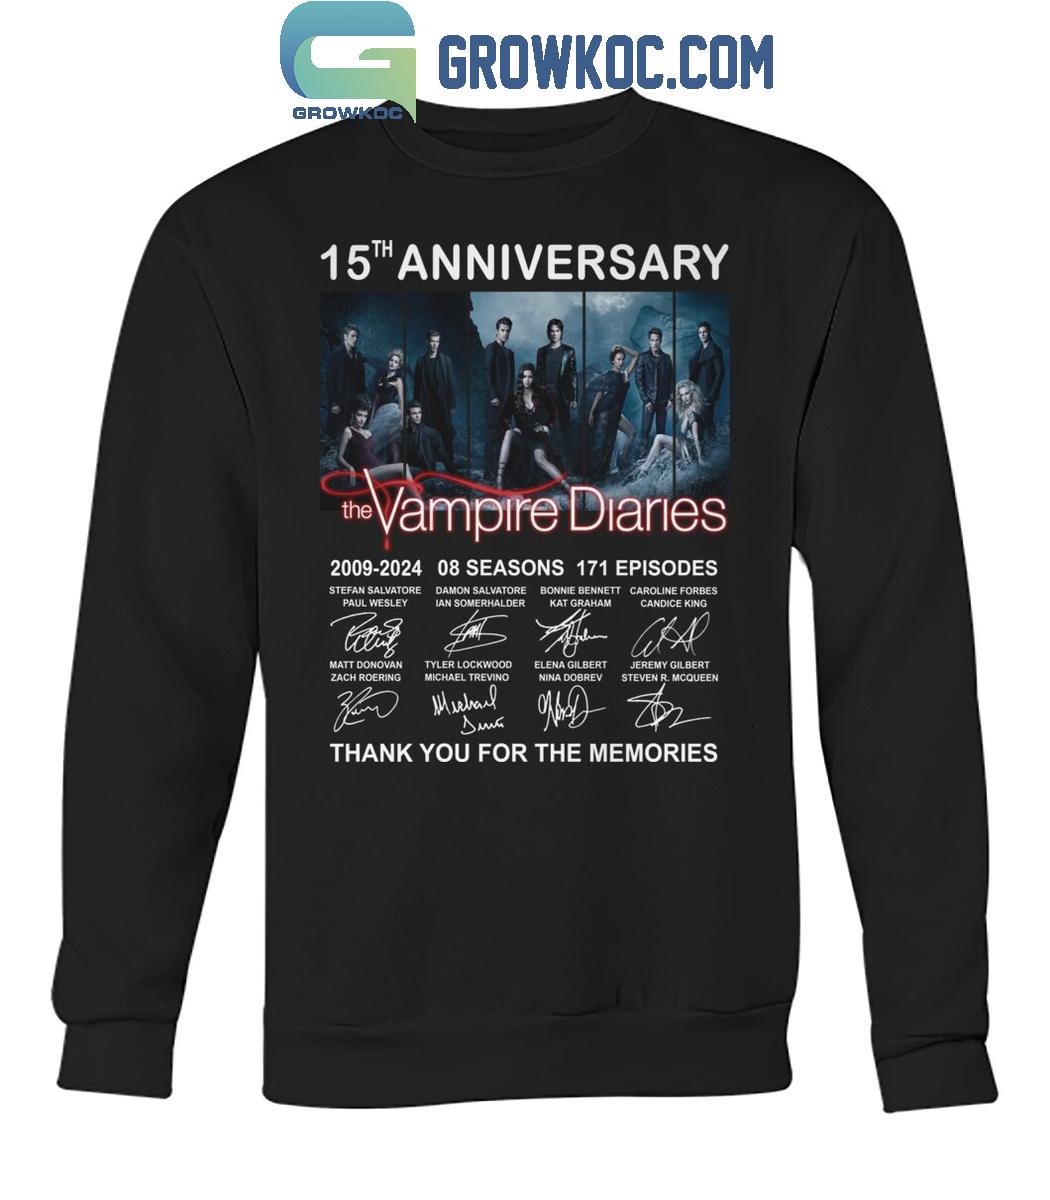 GROWKOC
GROWKOC.COM
15TH ANNIVERSARY
the Vampire Diaries
2009-2024 08 SEASONS 171 EPISODES
STEFAN SALVATORE DAMON SALVATORE BONNIE BENNETT CAROLINE FORBES
PAUL WESLEY IAN SOMERHALDER KAT GRAHAM CANDICE KING
MATT DONOVAN TYLER LOCKWOOD ELENA GILBERT JEREMY GILBERT
ZACH ROERING MICHAEL TREVINO NINA DOBREV STEVEN R. MCQUEEN
THANK YOU FOR THE MEMORIES